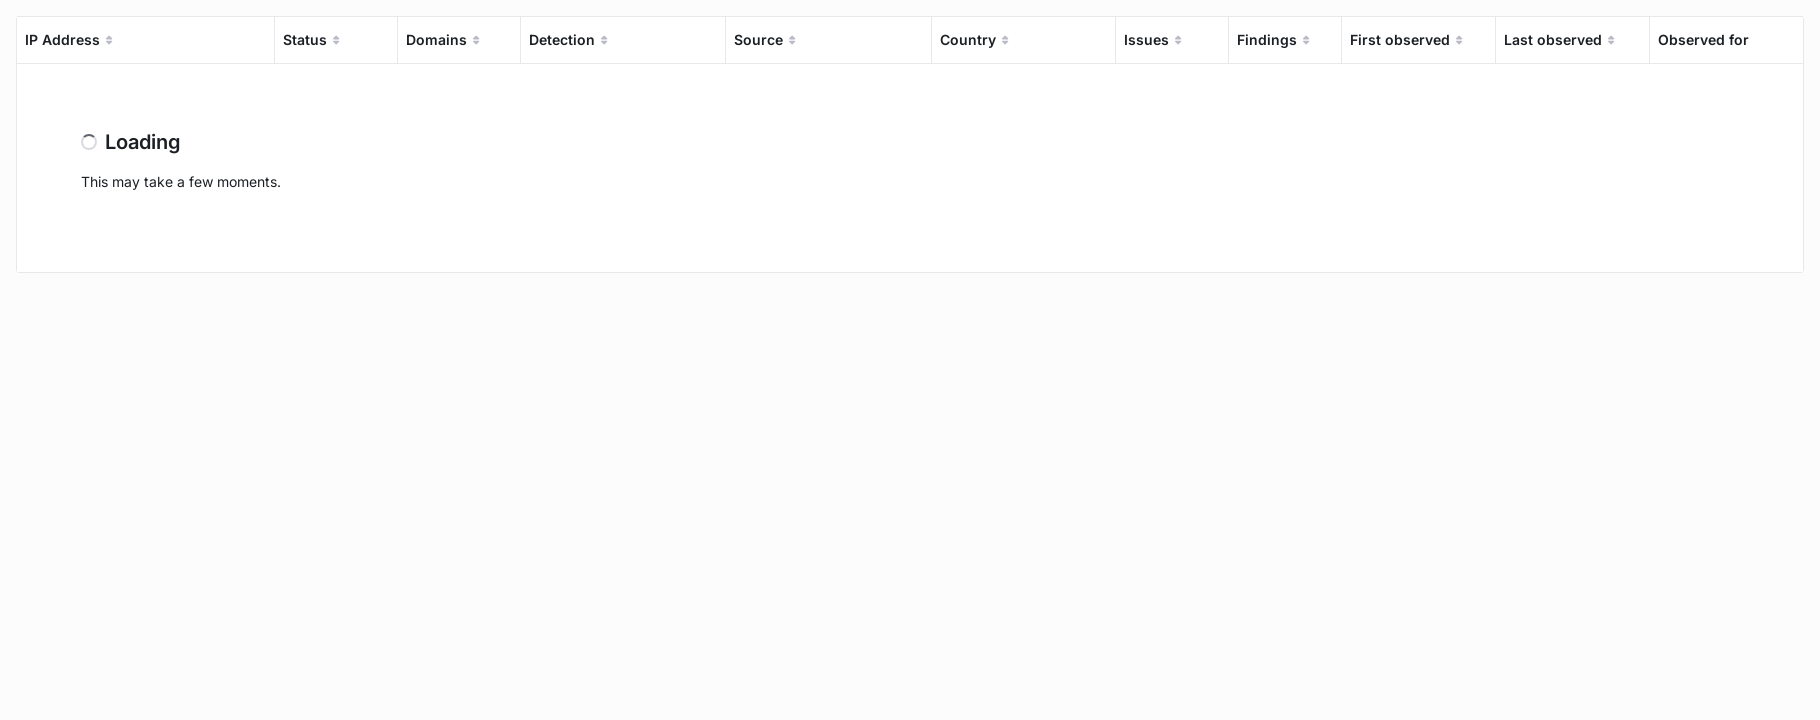 IP Address Status Domains Detection Source Country Issues Findings First observed Last observed Observed for
Loading
This may take a few moments.